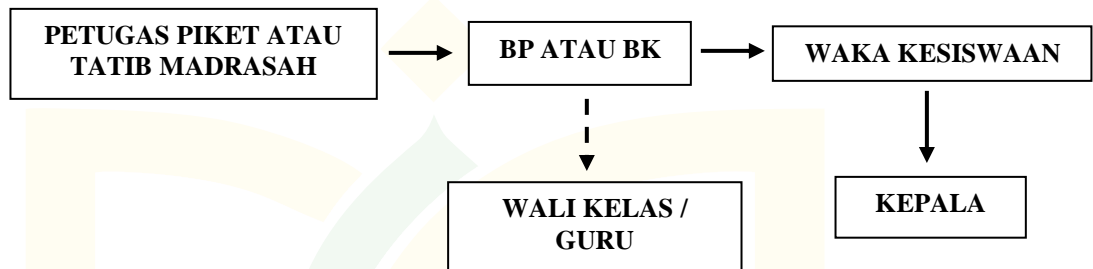 PETUGAS PIKET ATAU
TATIB MADRASAH
BP ATAU BK
WAKA KESISWAAN
WALI KELAS /
GURU
KEPALA